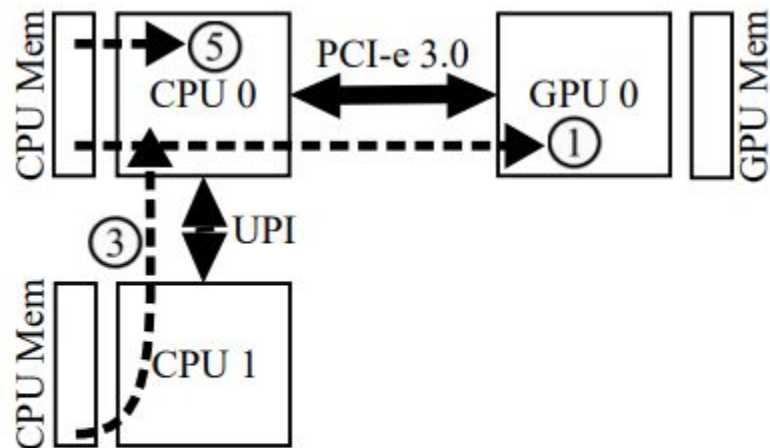 CPU Mem
⑤
CPU 0
PCI-e 3.0
GPU 0
①
GPU Mem
③
UPI
CPU Mem
CPU 1